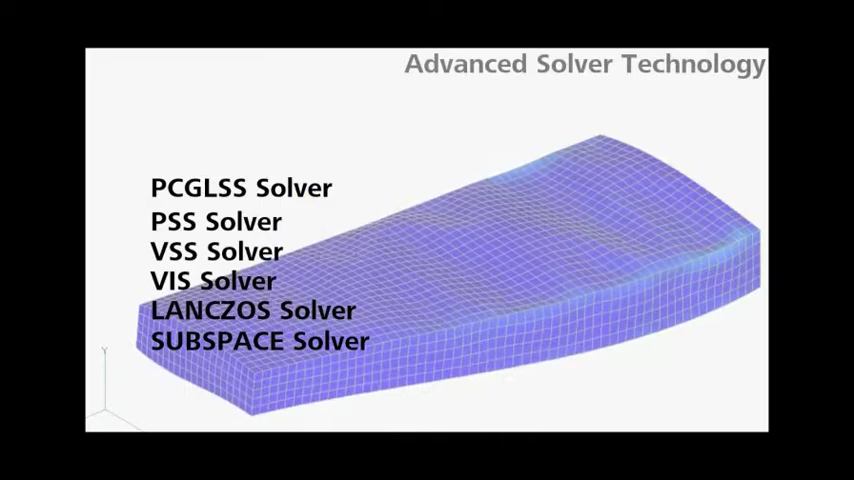 Advanced Solver Technology
PCGLSS Solver
PSS Solver
VSS Solver
VIS Solver
LANCZOS Solver
SUBSPACE Solver
Y